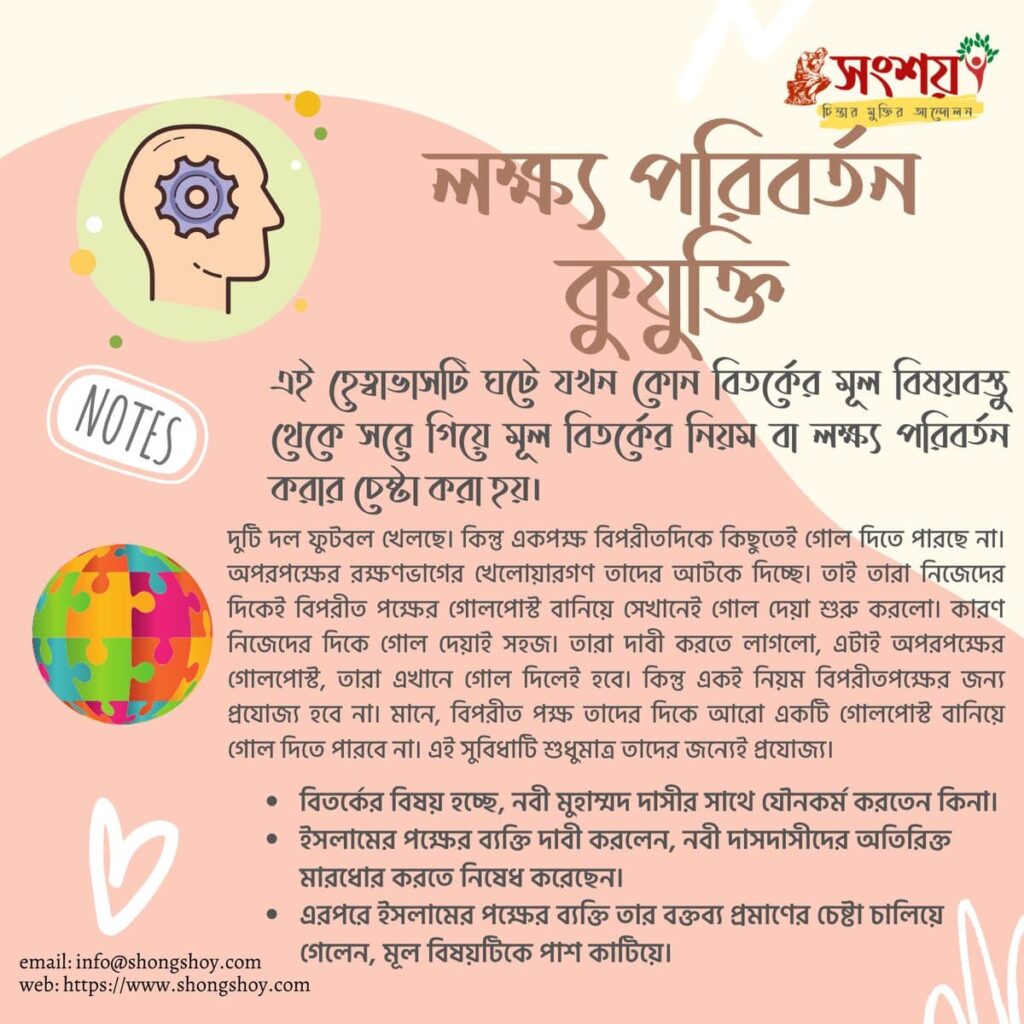 সংশয়
চিন্তার মুক্তির আন্দোলন
লক্ষ্য পরিবর্তন
কুযুক্তি
NOTES
এই হেত্বাভাসটি ঘটে যখন কোন বিতর্কের মূল বিষয়বস্তু
থেকে সরে গিয়ে মূল বিতর্কের নিয়ম বা লক্ষ্য পরিবর্তন
করার চেষ্টা করা হয়।
দুটি দল ফুটবল খেলছে। কিন্তু একপক্ষ বিপরীতদিকে কিছুতেই গোল দিতে পারছে না।
অপরপক্ষের রক্ষণভাগের খেলোয়ারগণ তাদের আটকে দিচ্ছে। তাই তারা নিজেদের
দিকেই বিপরীত পক্ষের গোলপোস্ট বানিয়ে সেখানেই গোল দেয়া শুরু করলো। কারণ
নিজেদের দিকে গোল দেয়াই সহজ। তারা দাবী করতে লাগলো, এটাই অপরপক্ষের
গোলপোস্ট, তারা এখানে গোল দিলেই হবে। কিন্তু একই নিয়ম বিপরীতপক্ষের জন্য
প্রযোজ্য হবে না। মানে, বিপরীত পক্ষ তাদের দিকে আরো একটি গোলপোস্ট বানিয়ে
গোল দিতে পারবে না। এই সুবিধাটি শুধুমাত্র তাদের জন্যেই প্রযোজ্য।
• বিতর্কের বিষয় হচ্ছে, নবী মুহাম্মদ দাসীর সাথে যৌনকর্ম করতেন কিনা।
• ইসলামের পক্ষের ব্যক্তি দাবী করলেন, নবী দাসদাসীদের অতিরিক্ত
মারধোর করতে নিষেধ করেছেন।
• এরপরে ইসলামের পক্ষের ব্যক্তি তার বক্তব্য প্রমাণের চেষ্টা চালিয়ে
গেলেন, মূল বিষয়টিকে পাশ কাটিয়ে।
email: info@shongshoy.com
web: https://www.shongshoy.com